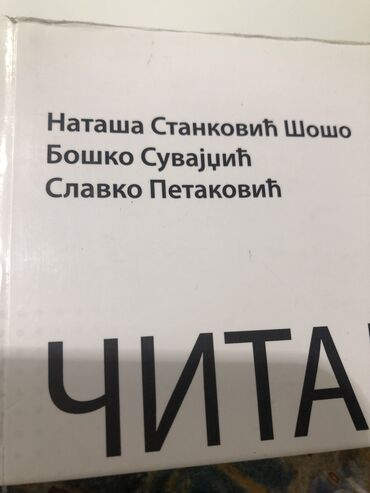 Наташа Станковић Шошо
Бошко Сувајџић
Славко Петаковић